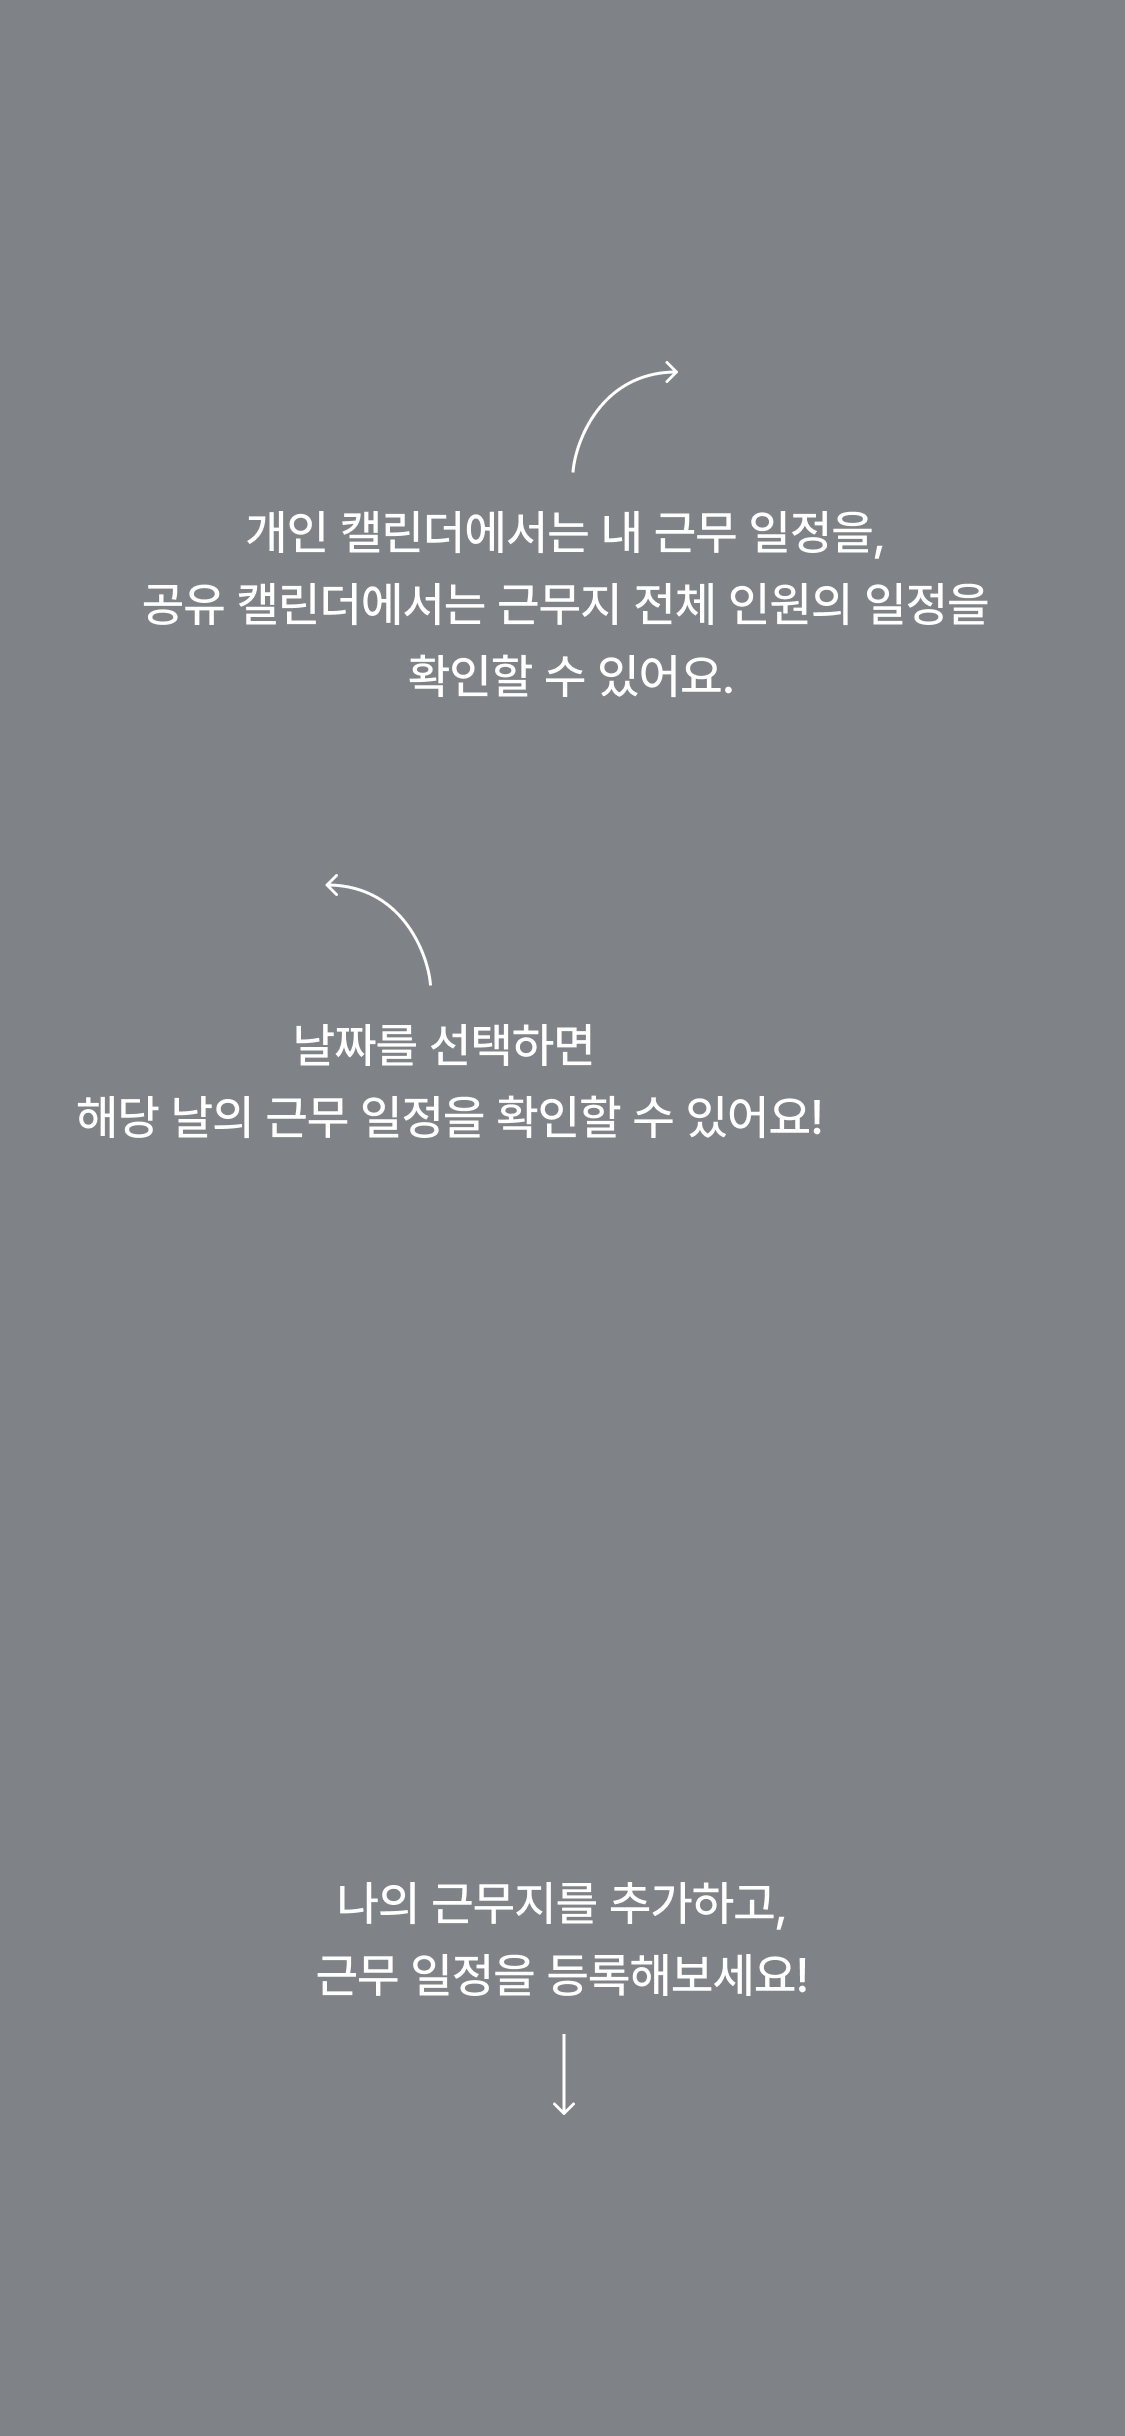 개인 캘린더에서는 내 근무 일정을,
공유 캘린더에서는 근무지 전체 인원의 일정을
확인할 수 있어요.
날짜를 선택하면
해당 날의 근무 일정을 확인할 수 있어요!
나의 근무지를 추가하고,
근무 일정을 등록해보세요!